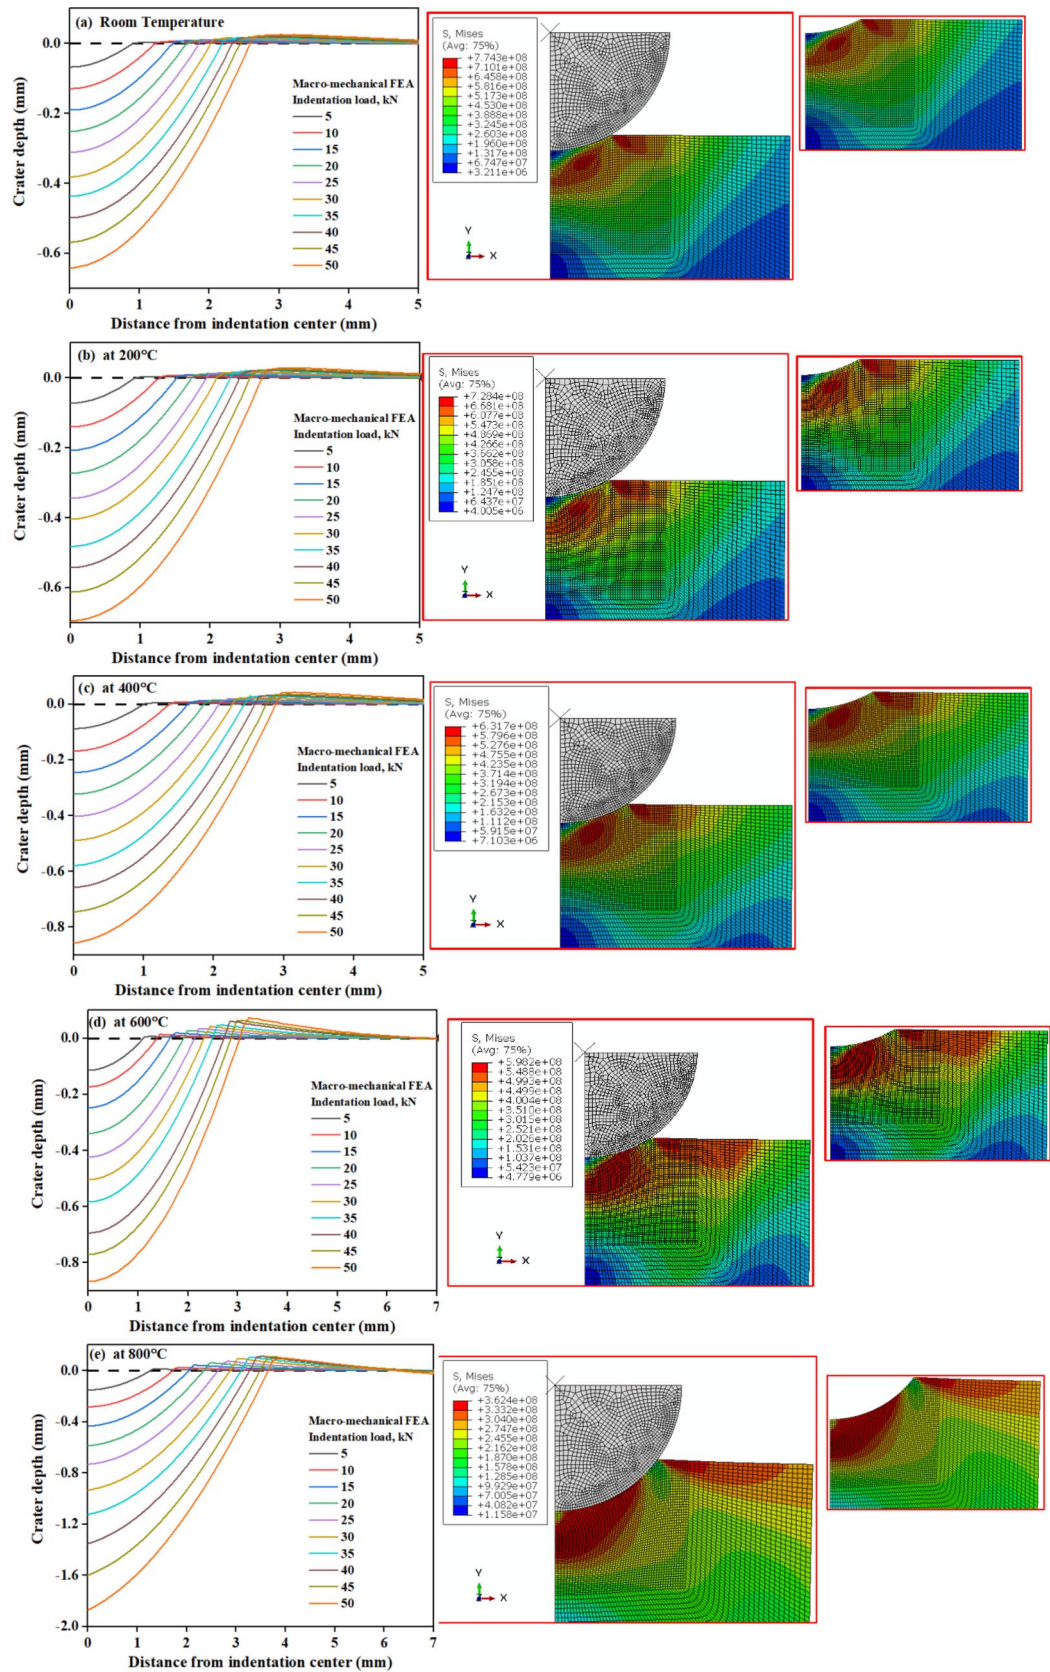 (a) Room Temperature
0.0
-0.2
-0.4
-0.6
Crater depth (mm)
Macro-mechanical FEA
Indentation load, kN
5
10
15
20
25
30
35
40
45
50
0 1 2 3 4 5
Distance from indentation center (mm)
S, Mises
(Avg: 75%)
+7.743e+08
+7.101e+08
+6.458e+08
+5.816e+08
+5.173e+08
+4.530e+08
+3.888e+08
+3.245e+08
+2.603e+08
+1.960e+08
+1.317e+08
+6.747e+07
+3.211e+06
Y
Z X
(b) at 200°C
0.0
-0.2
-0.4
-0.6
Crater depth (mm)
Macro-mechanical FEA
Indentation load, kN
5
10
15
20
25
30
35
40
45
50
0 1 2 3 4 5
Distance from indentation center (mm)
S, Mises
(Avg: 75%)
+7.284e+08
+6.681e+08
+6.077e+08
+5.473e+08
+4.869e+08
+4.266e+08
+3.662e+08
+3.058e+08
+2.455e+08
+1.851e+08
+1.247e+08
+6.437e+07
+4.005e+06
Y
Z X
(c) at 400°C
0.0
-0.2
-0.4
-0.6
-0.8
Crater depth (mm)
Macro-mechanical FEA
Indentation load, kN
5
10
15
20
25
30
35
40
45
50
0 1 2 3 4 5
Distance from indentation center (mm)
S, Mises
(Avg: 75%)
+6.317e+08
+5.796e+08
+5.276e+08
+4.755e+08
+4.235e+08
+3.714e+08
+3.194e+08
+2.673e+08
+2.153e+08
+1.632e+08
+1.112e+08
+5.915e+07
+7.103e+06
Y
Z X
(d) at 600°C
0.0
-0.2
-0.4
-0.6
-0.8
Crater depth (mm)
Macro-mechanical FEA
Indentation load, kN
5
10
15
20
25
30
35
40
45
50
0 1 2 3 4 5 6 7
Distance from indentation center (mm)
S, Mises
(Avg: 75%)
+5.982e+08
+5.488e+08
+4.993e+08
+4.499e+08
+4.004e+08
+3.510e+08
+3.015e+08
+2.521e+08
+2.026e+08
+1.531e+08
+1.037e+08
+5.423e+07
+4.779e+06
Y
Z X
(e) at 800°C
0.0
-0.4
-0.8
-1.2
-1.6
-2.0
Crater depth (mm)
Macro-mechanical FEA
Indentation load, kN
5
10
15
20
25
30
35
40
45
50
0 1 2 3 4 5 6 7
Distance from indentation center (mm)
S, Mises
(Avg: 75%)
+3.624e+08
+3.332e+08
+3.040e+08
+2.747e+08
+2.455e+08
+2.162e+08
+1.870e+08
+1.578e+08
+1.285e+08
+9.929e+07
+7.005e+07
+4.082e+07
+1.158e+07
Y
Z X